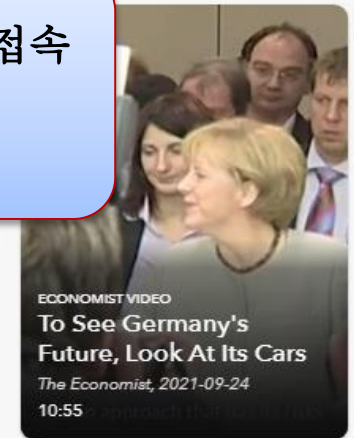 접속
ECONOMIST VIDEO
To See Germany's
Future, Look At Its Cars
The Economist, 2021-09-24
10:55